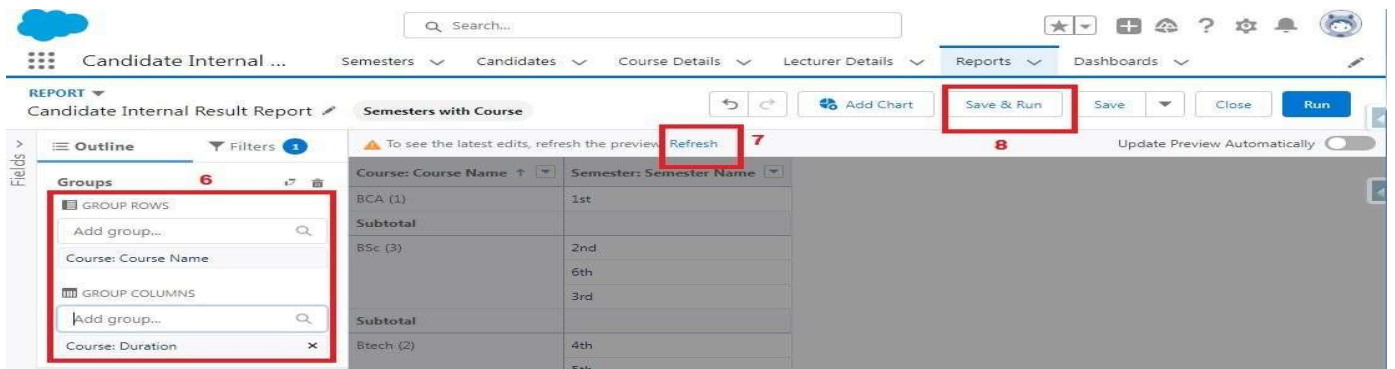 Search...
Candidate Internal ... Semesters Candidates Course Details Lecturer Details Reports Dashboards
REPORT
Candidate Internal Result Report Semesters with Course Add Chart Save & Run Save Close Run
Fields
Outline Filters 1 To see the latest edits, refresh the preview. Refresh 7 8 Update Preview Automatically
Groups 6
GROUP ROWS
Add group...
Course: Course Name
GROUP COLUMNS
Add group...
Course: Duration
Course: Course Name Semester: Semester Name
BCA (1) 1st
Subtotal
BSc (3) 2nd
6th
3rd
Subtotal
Btech (2) 4th
5th